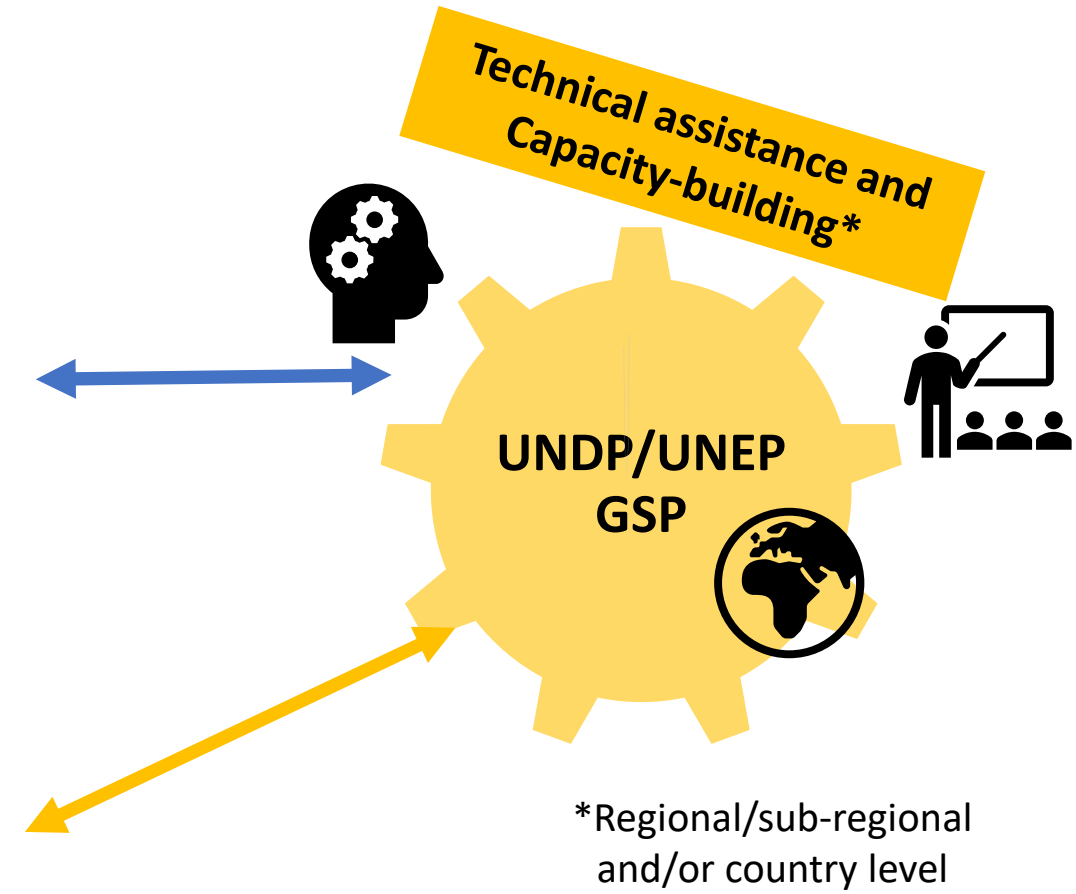 Technical assistance and
Capacity-building*
UNDP/UNEP
GSP
*Regional/sub-regional
and/or country level